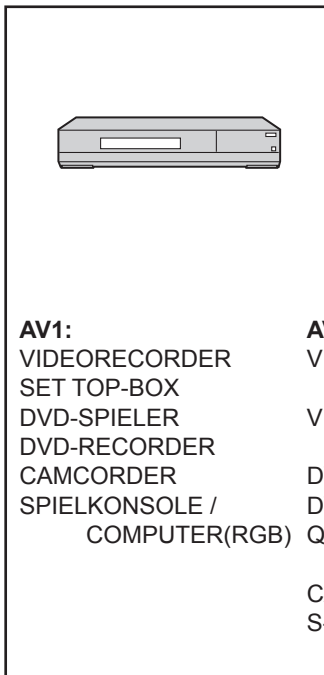 AV1:
VIDEORECORDER
SET TOP-BOX
DVD-SPIELER
DVD-RECORDER
CAMCORDER
SPIELKONSOLE /
COMPUTER(RGB)